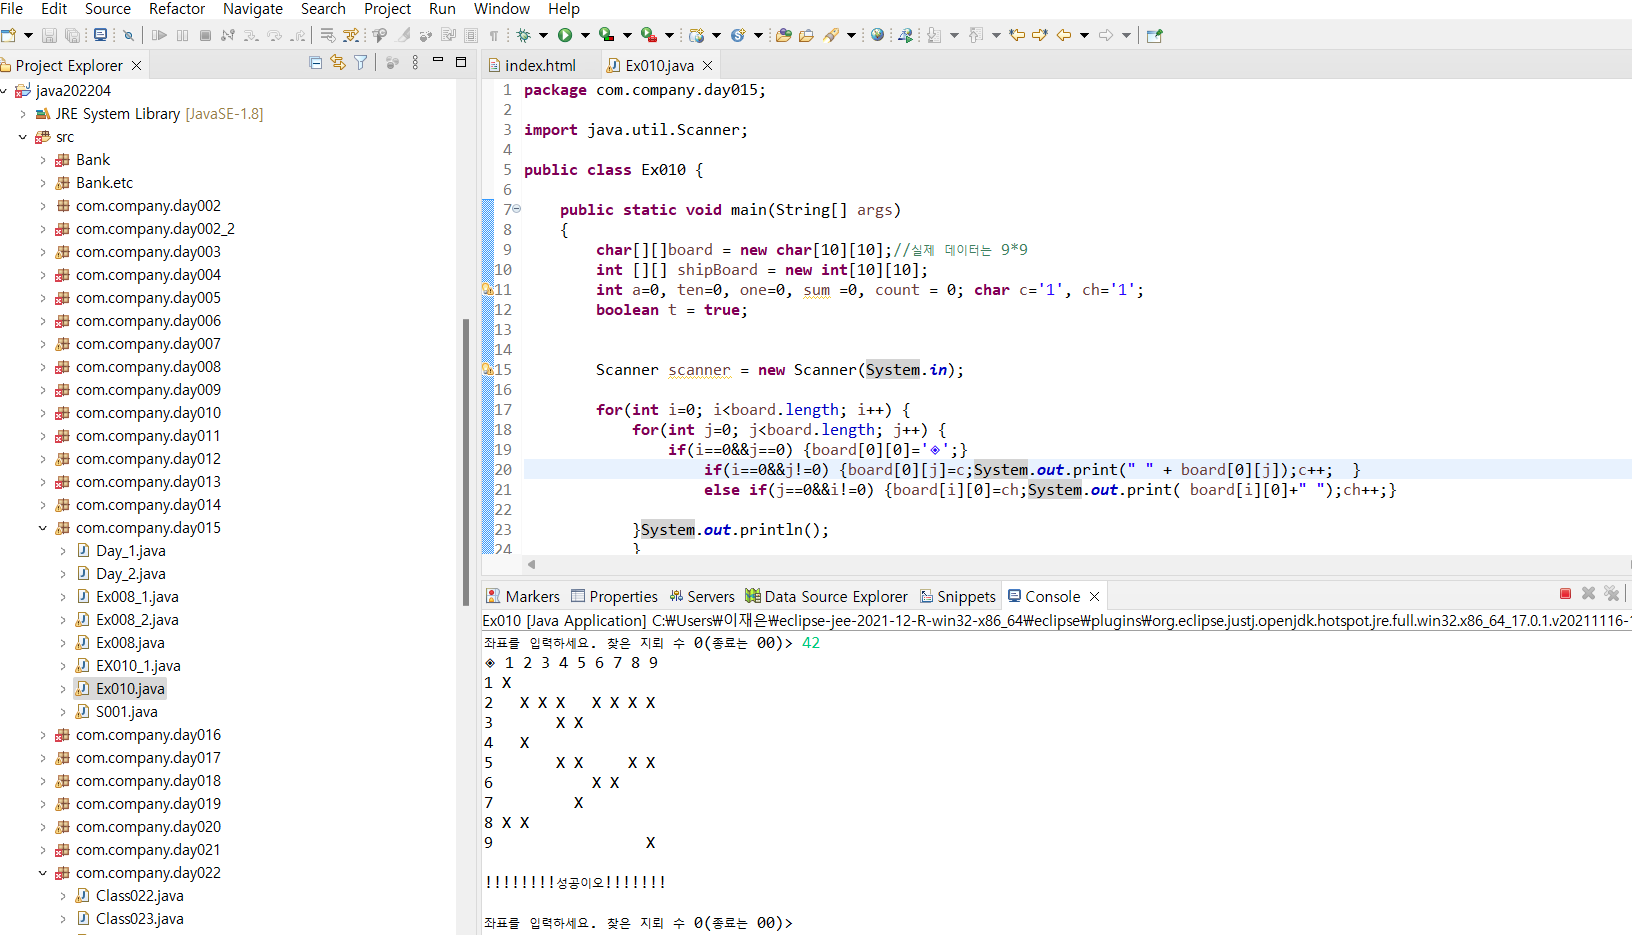 File Edit Source Refactor Navigate Search Project Run Window Help
Project Explorer
java202204
JRE System Library [JavaSE-1.8]
src
Bank
Bank.etc
com.company.day002
com.company.day002_2
com.company.day003
com.company.day004
com.company.day005
com.company.day006
com.company.day007
com.company.day008
com.company.day009
com.company.day010
com.company.day011
com.company.day012
com.company.day013
com.company.day014
com.company.day015
Day_1.java
Day_2.java
Ex008_1.java
Ex008_2.java
Ex008.java
EX010_1.java
Ex010.java
S001.java
com.company.day016
com.company.day017
com.company.day018
com.company.day019
com.company.day020
com.company.day021
com.company.day022
Class022.java
Class023.java
index.html Ex010.java
1 package com.company.day015;
2
3 import java.util.Scanner;
4
5 public class Ex010 {
6
7 public static void main(String[] args)
8 {
9 char[][]board = new char[10][10];//실제 데이터는 9*9
10 int [][] shipBoard = new int[10][10];
11 int a=0, ten=0, one=0, sum =0, count = 0; char c='1', ch='1';
12 boolean t = true;
13
14
15 Scanner scanner = new Scanner(System.in);
16
17 for(int i=0; i<board.length; i++) {
18 for(int j=0; j<board.length; j++) {
19 if(i==0&&j==0) {board[0][0]='◈';}
20 if(i==0&&j!=0) {board[0][j]=c;System.out.print(" " + board[0][j]);c++; }
21 else if(j==0&&i!=0) {board[i][0]=ch;System.out.print( board[i][0]+" ");ch++;}
22
23 }System.out.println();
24 }
Markers Properties Servers Data Source Explorer Snippets Console
Ex010 [Java Application] C:₩Users₩이재은₩eclipse-jee-2021-12-R-win32-x86_64₩eclipse₩plugins₩org.eclipse.justj.openjdk.hotspot.jre.full.win32.x86_64_17.0.1.v20211116-1
좌표를 입력하세요. 찾은 지뢰 수 0(종료는 00)> 42
◈ 1 2 3 4 5 6 7 8 9
1 X
2 X X X X X X X
3 X X
4 X
5 X X X X
6 X X
7 X
8 X X
9 X
!!!!!!!!성공이오!!!!!!!
좌표를 입력하세요. 찾은 지뢰 수 0(종료는 00)>